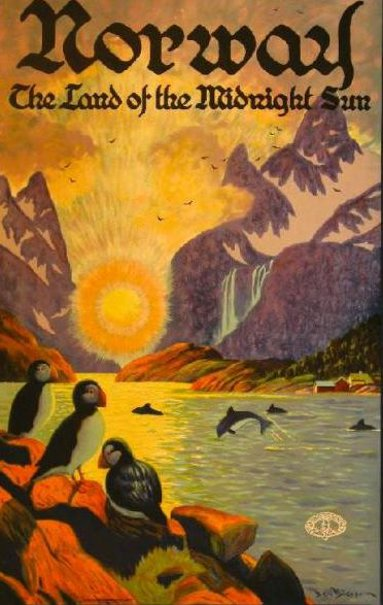 Norway
The Land of the Midnight Sun